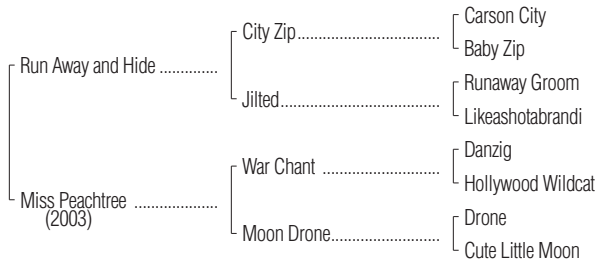 Carson City
City Zip
Baby Zip
Run Away and Hide
Runaway Groom
Jilted
Likeashotabrandi
Danzig
War Chant
Hollywood Wildcat
Miss Peachtree
(2003)
Drone
Moon Drone
Cute Little Moon